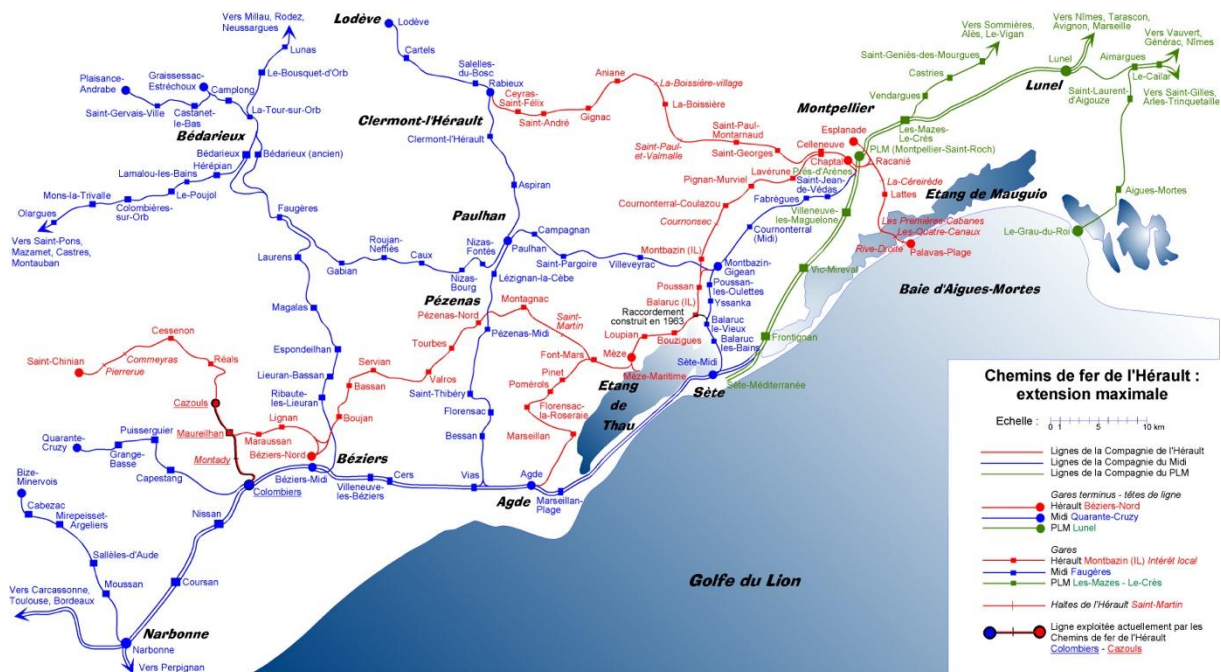 Vers Millau, Rodez,
Neussargues
Lodève
Lodève
Cartels
Salelles-
du-Bosc
Rabieux
Ceyras-
Saint-Félix
Saint-André
Gignac
Aniane
La-Boissière-village
La-Boissière
Saint-Paul-
Montarnaud
Saint-Paul-
et-Valmalle
Saint-Georges
Vers Sommières,
Alès, Le-Vigan
Saint-Geniès-des-Mourgues
Castries
Vendargues
Vers Nîmes, Tarascon,
Avignon, Marseille
Lunel
Lunel
Vers Vauvert,
Générac, Nîmes
Aimargues
Le-Cailar
Vers Saint-Gilles,
Arles-Trinquetaille
Saint-Laurent-
d'Aigouze
Les-Mazes-
Le-Crès
Aigues-Mortes
Le-Grau-du-Roi
Lunas
Le-Bousquet-d'Orb
Plaisance-
Andrabe
Graissessac-
Estréchoux
Camplong
La-Tour-sur-Orb
Saint-Gervais-Ville
Castanet-
le-Bas
Bédarieux
Bédarieux
Bédarieux (ancien)
Hérépian
Lamalou-les-Bains
Le-Poujol
Mons-la-Trivalle
Colombières-
sur-Orb
Olargues
Vers Saint-Pons,
Mazamet, Castres,
Montauban
Clermont-l'Hérault
Clermont-l'Hérault
Aspiran
Paulhan
Paulhan
Campagnan
Saint-Pargoire
Villeveyrac
Faugères
Laurens
Gabian
Roujan-
Neffiès
Caux
Nizas-
Bourg
Nizas-
Fontès
Lézignan-la-Cèbe
Magalas
Espondeilhan
Lieuran-Bassan
Ribaute-
les-Lieuran
Pézenas
Pézenas-Nord
Montagnac
Saint-
Martin
Pézenas-Midi
Tourbes
Valros
Servian
Bassan
Boujan
Saint-Thibéry
Florensac
Bessan
Vias
Font-Mars
Pinet
Pomérols
Florensac-
la-Roseraie
Marseillan
Montpellier
Esplanade
Celleneuve
Chaptal
PLM (Montpellier-Saint-Roch)
Racanié
Prés-d'Arènes
Lavérune
Saint-Jean-
de-Védas
Pignan-Murviel
Fabrègues
Cournonterral-Coulazou
Cournonsec
Cournonterral
(Midi)
Villeneuve-
les-Maguelone
La-Céreirède
Lattes
Etang de Mauguio
Les Premières-Cabanes
Les-Quatre-Canaux
Rive-Droite
Palavas-Plage
Baie d'Aigues-Mortes
Montbazin (IL)
Montbazin-
Gigean
Poussan
Poussan-
les-Oulettes
Yssanka
Balaruc (IL)
Raccordement
construit en 1963
Balaruc
le-Vieux
Balaruc
les-Bains
Loupian
Bouzigues
Mèze
Mèze-Maritime
Vic-Mireval
Frontignan
Sète-Midi
Sète-Méditerranée
Sète
Etang
de
Thau
Cessenon
Saint-Chinian
Commeyras
Pierrerue
Réals
Cazouls
Maureilhan
Lignan
Maraussan
Béziers-Nord
Montady
Quarante-
Cruzy
Puisserguier
Grange-
Basse
Capestang
Colombiers
Béziers
Béziers-Midi
Villeneuve-
les-Béziers
Cers
Agde
Agde
Marseillan-
Plage
Bize-
Minervois
Cabezac
Mirepeisset-
Argeliers
Sallèles-d'Aude
Moussan
Nissan
Coursan
Vers Carcassonne,
Toulouse, Bordeaux
Narbonne
Narbonne
Vers Perpignan
Golfe du Lion
Chemins de fer de l'Hérault :
extension maximale
Echelle :
0 1 5 10 km
Lignes de la Compagnie de l'Hérault
Lignes de la Compagnie du Midi
Lignes de la Compagnie du PLM
Gares terminus - têtes de ligne
Hérault Béziers-Nord
Midi Quarante-Cruzy
PLM Lunel
Gares
Hérault Montbazin (IL) Intérêt local
Midi Faugères
PLM Les-Mazes - Le-Crès
Haltes de l'Hérault Saint-Martin
Ligne exploitée actuellement par les
Chemins de fer de l'Hérault
Colombiers - Cazouls